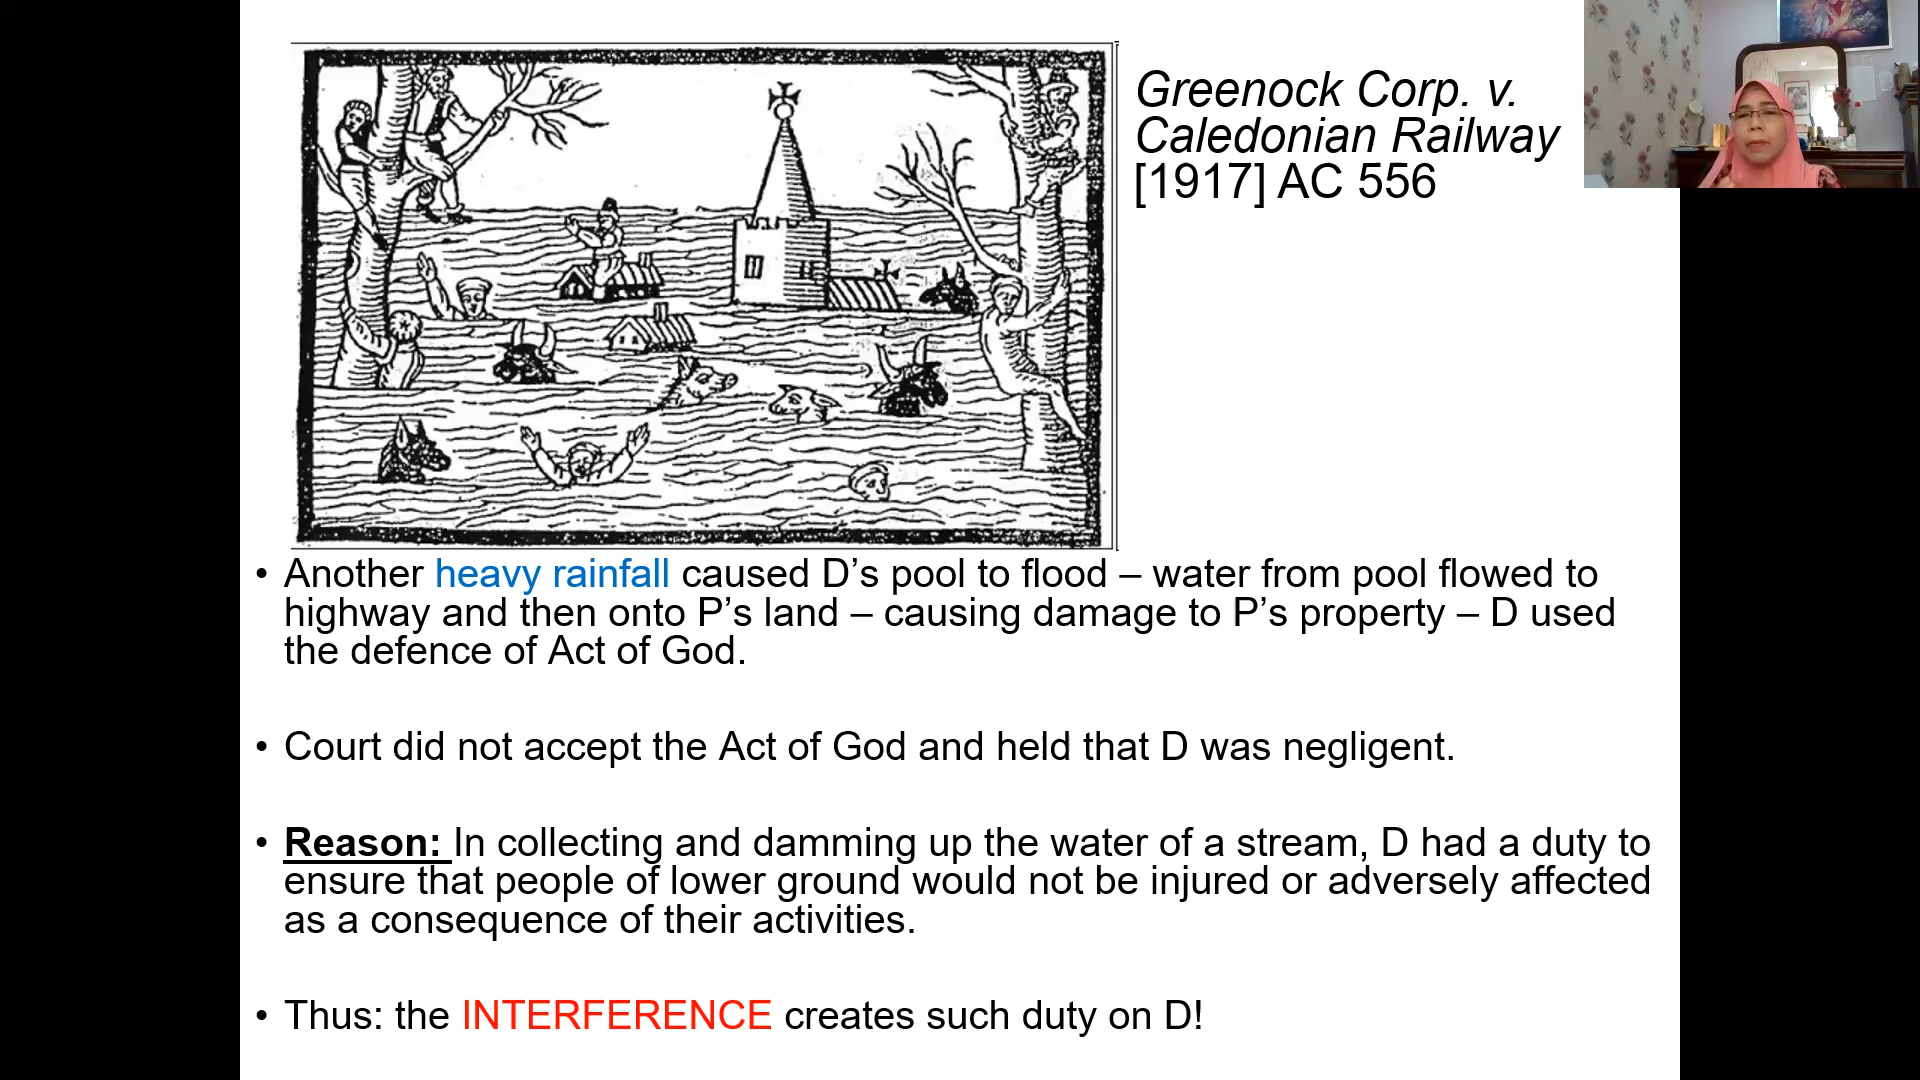 Greenock Corp. v.
Caledonian Railway
[1917] AC 556
• Another heavy rainfall caused D’s pool to flood – water from pool flowed to
highway and then onto P’s land – causing damage to P’s property – D used
the defence of Act of God.
• Court did not accept the Act of God and held that D was negligent.
• Reason: In collecting and damming up the water of a stream, D had a duty to
ensure that people of lower ground would not be injured or adversely affected
as a consequence of their activities.
• Thus: the INTERFERENCE creates such duty on D!